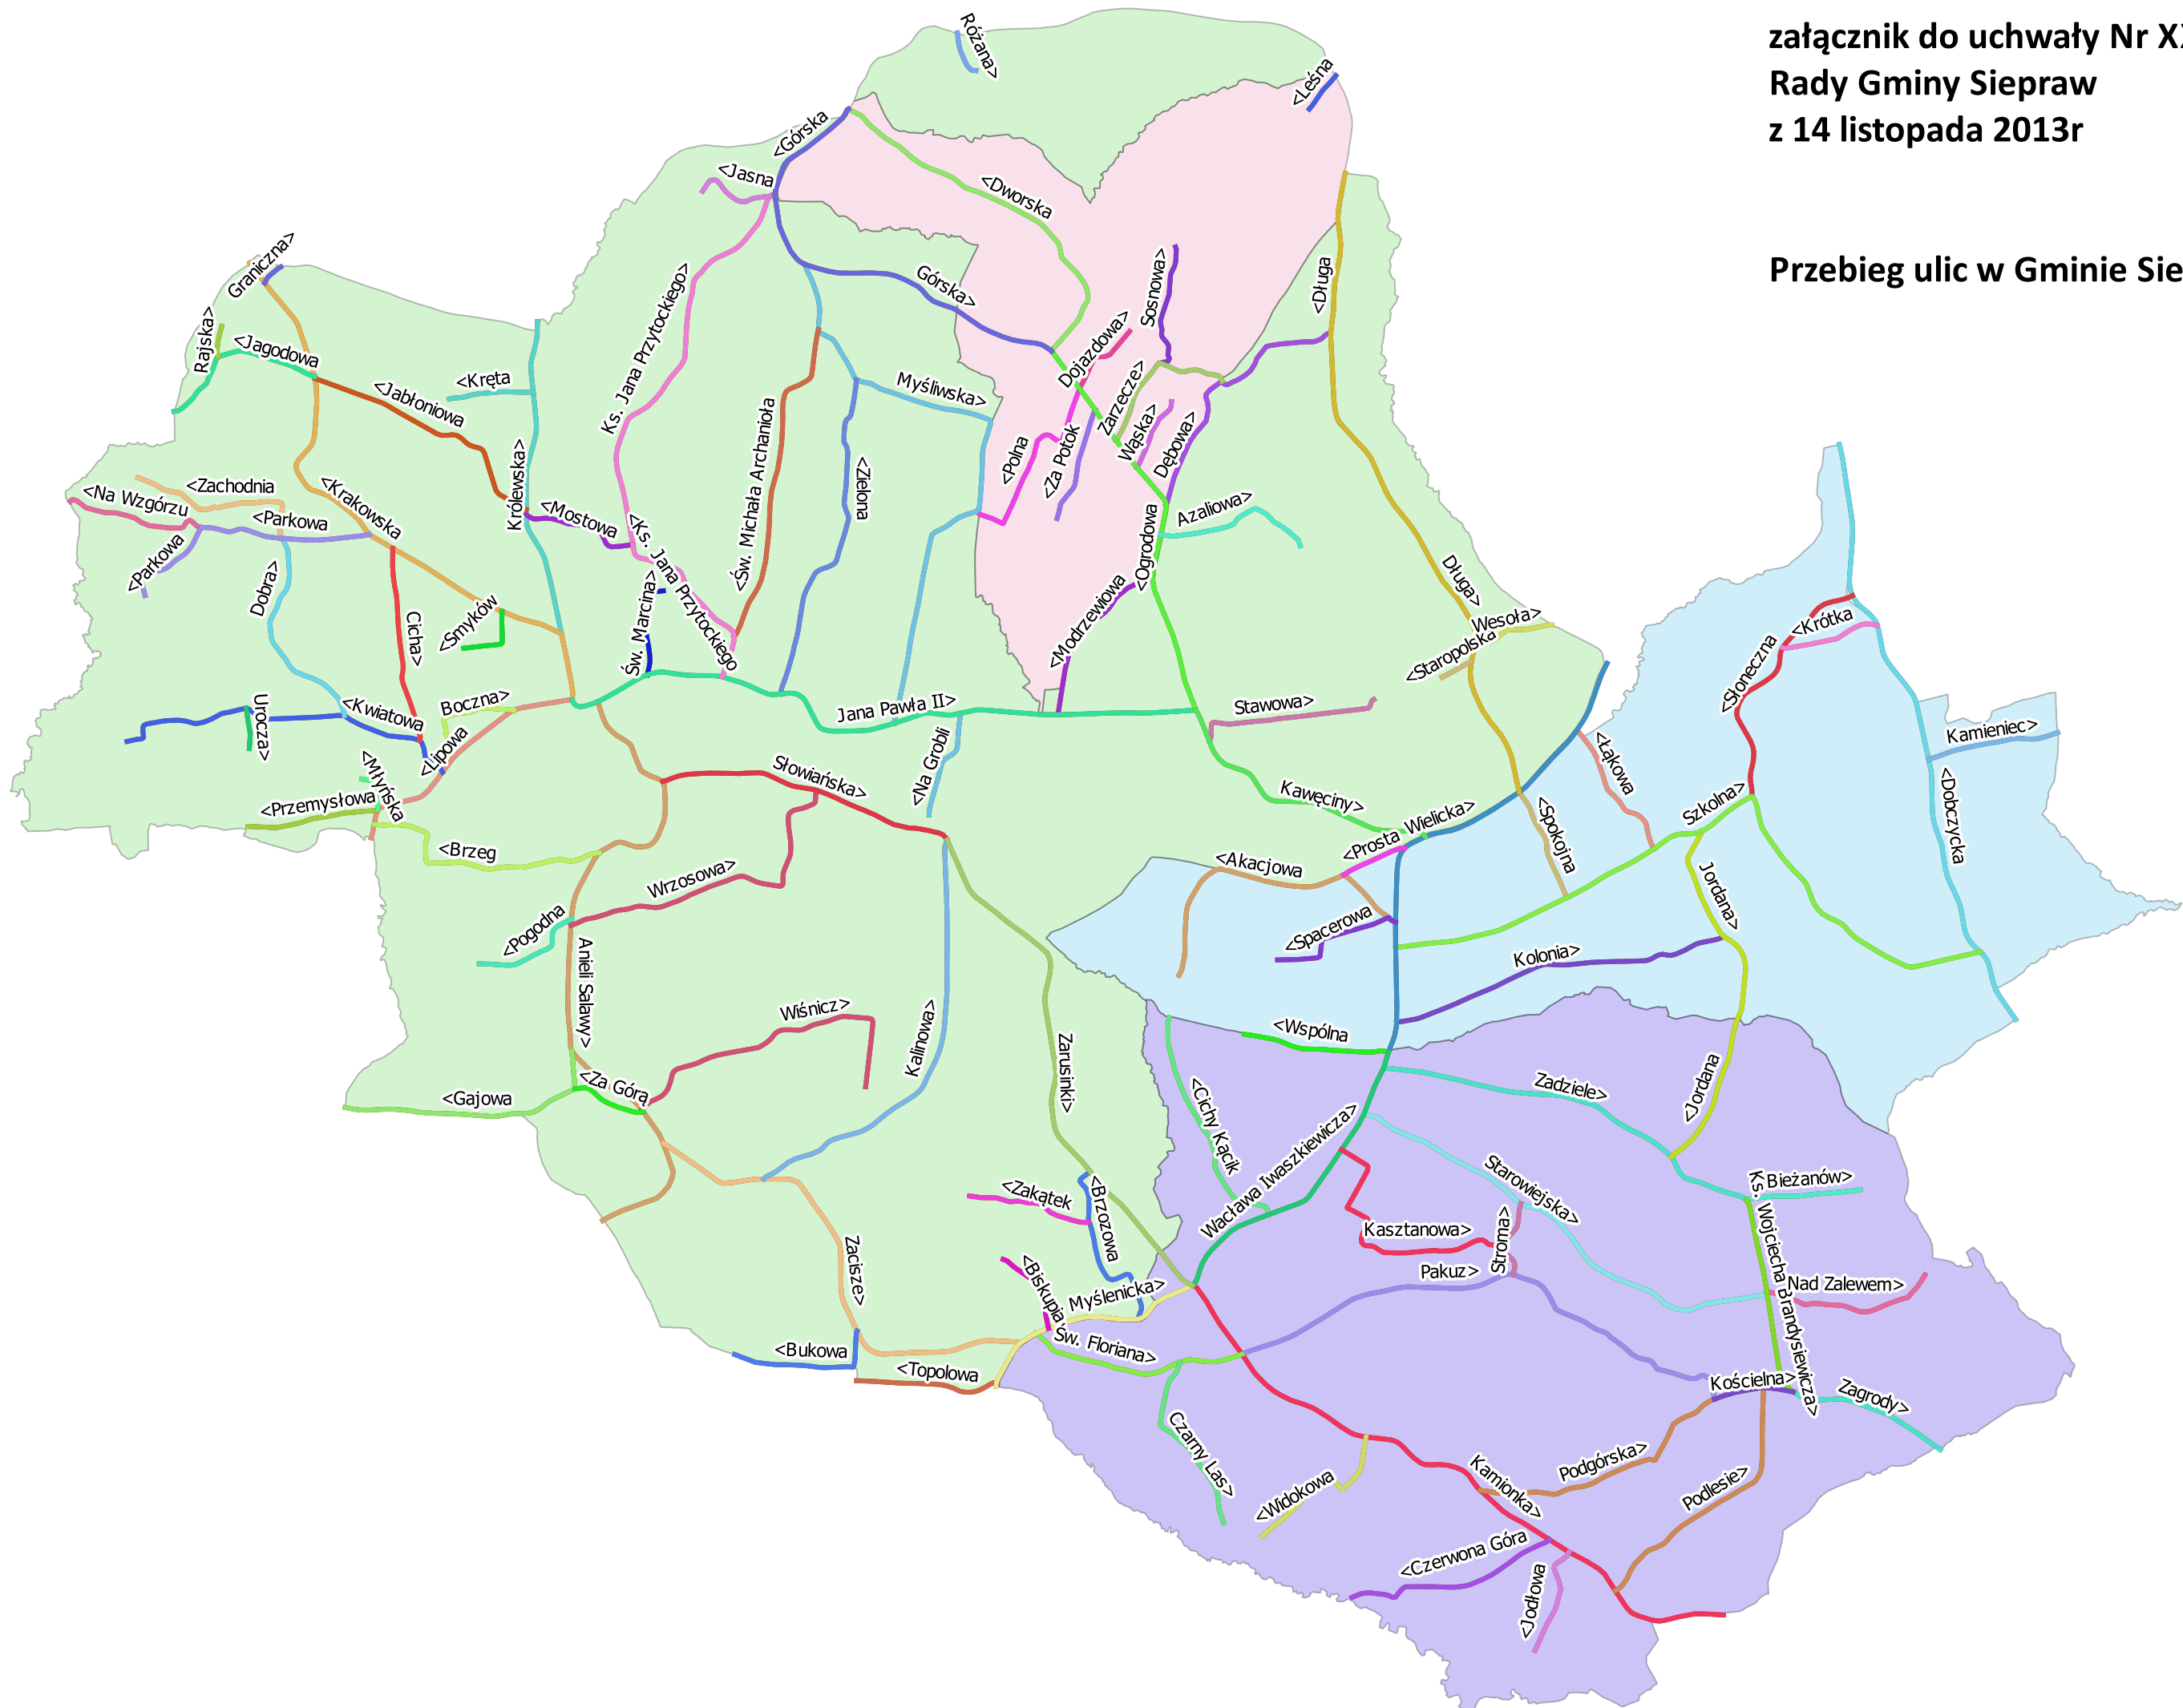 załącznik do uchwały Nr XX
Rady Gminy Siepraw
z 14 listopada 2013r
Przebieg ulic w Gminie Sie
Różana>
<Leśna
<Górska
<Jasna
<Dworska
Graniczna>
Rajska>
<Jagodowa
<Jabłoniowa
<Kręta
Ks. Jana Przytockiego>
Górska>
Sosnowa>
<Długa
Dojazdowa>
Myśliwska>
Zarzecze>
Wąska>
Dębowa>
<Polna
<Za Potok
<Św. Michała Archanioła
<Zielona
Królewska>
<Mostowa
<Ks. Jana Przytockiego
<Na Wzgórzu
<Zachodnia
<Parkowa
<Krakowska
<Parkowa
Dobra>
Cicha>
<Smyków
Św. Marcina>
Azaliowa>
<Ogrodowa
<Modrzewiowa
Długa>
Wesoła>
<Staropolska
<Krótka
<Słoneczna
Urocza>
<Kwiatowa
Boczna>
<Lipowa
<Młyńska
<Przemysłowa
<Brzeg
Jana Pawła II>
<Na Grobli
Stawowa>
Słowiańska>
Kawęciny>
Wielicka>
<Prosta
<Akacjowa
<Łąkowa
<Spokojna
Szkolna>
Kamieniec>
<Dobczycka
Jordana>
Wrzosowa>
<Pogodna
Anieli Salawy>
<Spacerowa
Kolonia>
Wiśnicz>
Kalinowa>
Zarusinki>
<Wspólna
<Gajowa
<Za Górą
<Cichy Kącik
Zadziele>
<Jordana
Wacława Iwaszkiewicza>
Starowiejska>
Bieżanów>
Ks. Wojciecha Brandysiewicza>
<Zakątek
<Brzozowa
Kasztanowa>
Stroma>
Pakuz>
Nad Zalewem>
Zacisze>
<Biskupia
Myślenicka>
Św. Floriana>
<Bukowa
<Topolowa
Kościelna>
Zagrody>
Czarny Las>
<Widokowa
Kamionka>
Podgórska>
Podlesie>
<Czerwona Góra
<Jodłowa